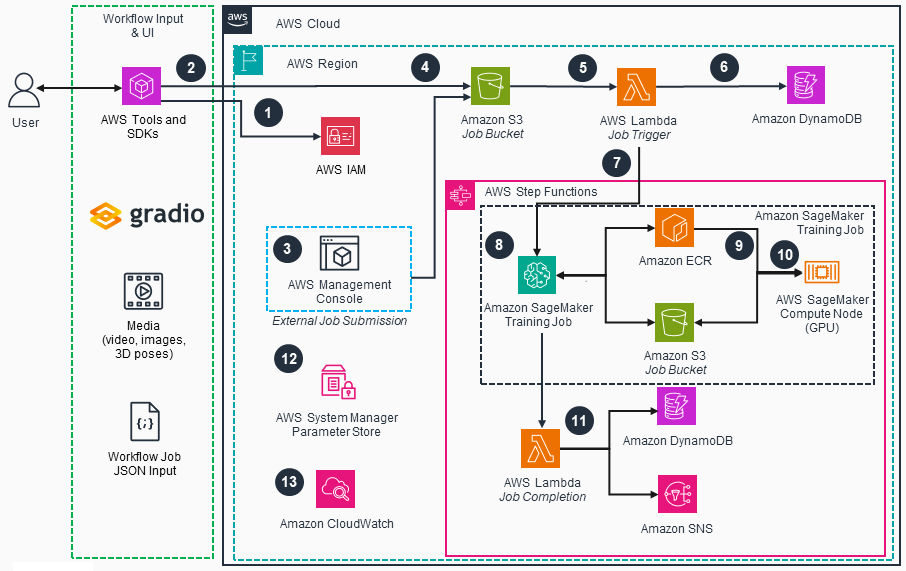 Workflow Input
& UI
aws
AWS Cloud
AWS Region
User
AWS Tools and
SDKs
2
1
4
5
6
Amazon S3
Job Bucket
AWS Lambda
Job Trigger
Amazon DynamoDB
AWS IAM
7
gradio
AWS Step Functions
Amazon SageMaker
Training Job
3
AWS Management
Console
External Job Submission
8
Amazon SageMaker
Training Job
Amazon ECR
9
10
AWS SageMaker
Compute Node
(GPU)
Amazon S3
Job Bucket
Media
(video, images,
3D poses)
12
AWS System Manager
Parameter Store
{;}
Workflow Job
JSON Input
13
Amazon CloudWatch
11
AWS Lambda
Job Completion
Amazon DynamoDB
Amazon SNS